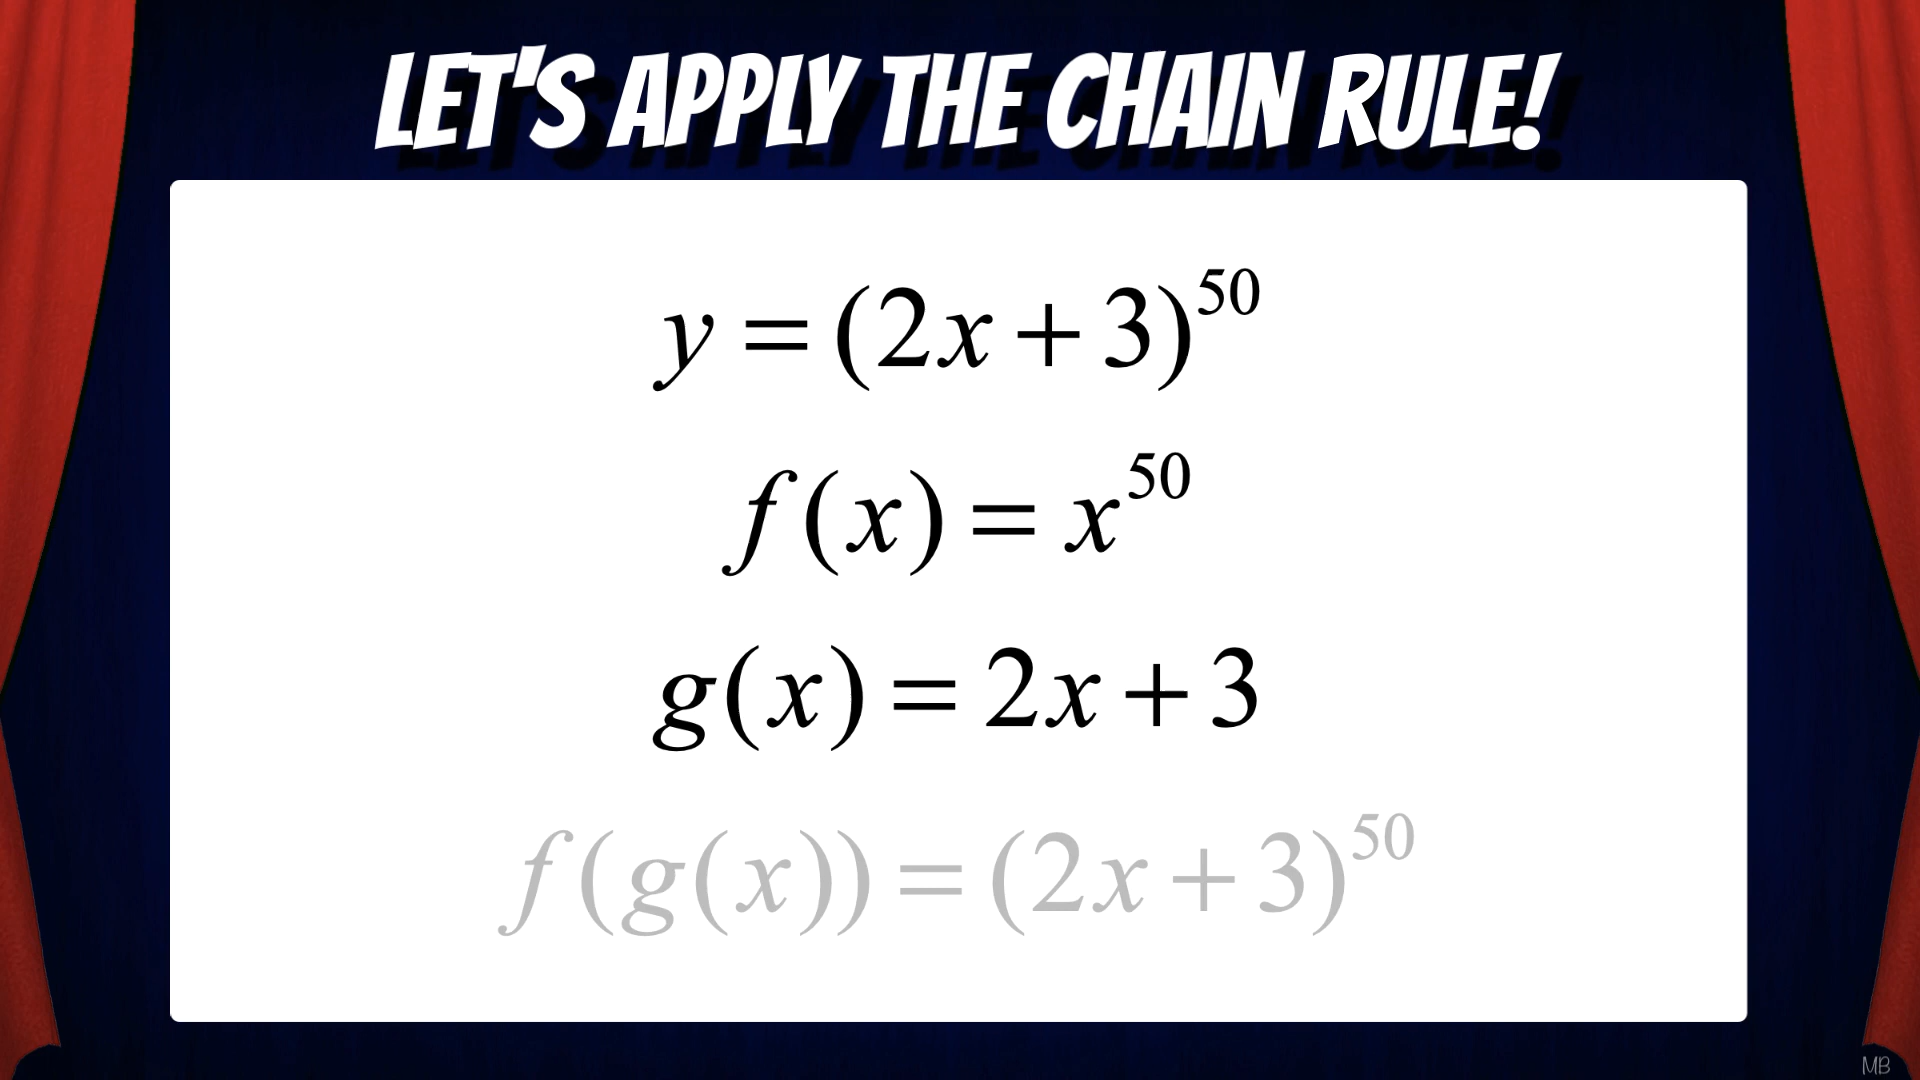 LET'S APPLY THE CHAIN RULE!
y = (2x + 3)^50
f(x) = x^50
g(x) = 2x + 3
f(g(x)) = (2x + 3)^50
MB